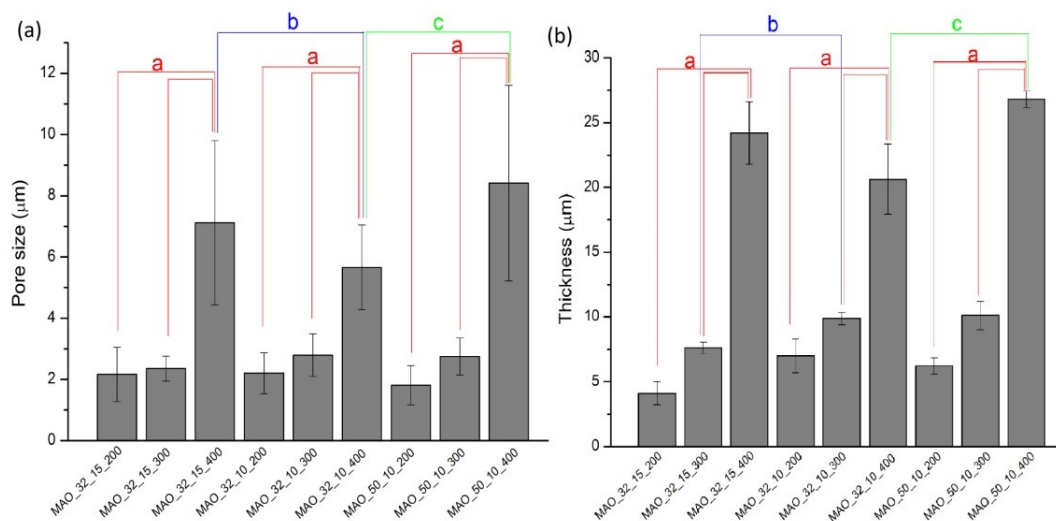 (a)
b
c
a
a
a
12
10
8
6
4
2
0
Pore size (μm)
MAO_32_15_200
MAO_32_15_300
MAO_32_15_400
MAO_32_10_200
MAO_32_10_300
MAO_32_10_400
MAO_50_10_200
MAO_50_10_300
MAO_50_10_400
(b)
b
c
a
a
a
30
25
20
15
10
5
0
Thickness (μm)
MAO_32_15_200
MAO_32_15_300
MAO_32_15_400
MAO_32_10_200
MAO_32_10_300
MAO_32_10_400
MAO_50_10_200
MAO_50_10_300
MAO_50_10_400